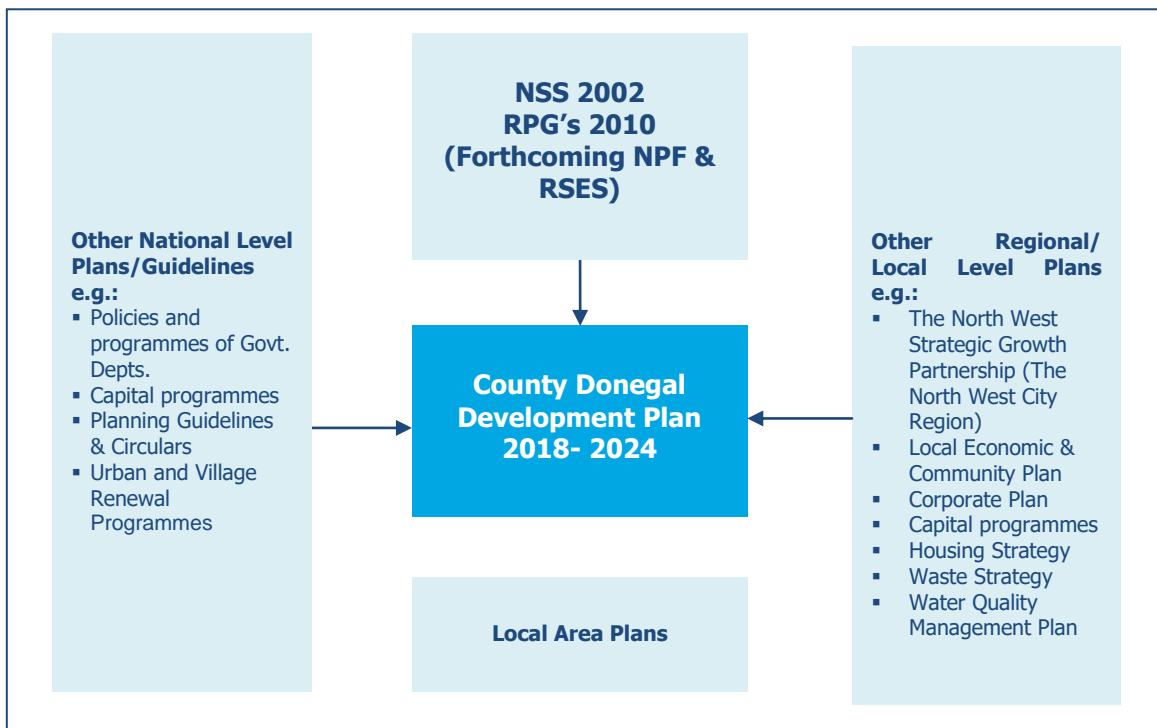 NSS 2002
RPG’s 2010
(Forthcoming NPF &
RSES)
Other National Level
Plans/Guidelines
e.g.:
▪ Policies and
programmes of Govt.
Depts.
▪ Capital programmes
▪ Planning Guidelines
& Circulars
▪ Urban and Village
Renewal
Programmes
County Donegal
Development Plan
2018- 2024
Local Area Plans
Other Regional/
Local Level Plans
e.g.:
▪ The North West
Strategic Growth
Partnership (The
North West City
Region)
▪ Local Economic &
Community Plan
▪ Corporate Plan
▪ Capital programmes
▪ Housing Strategy
▪ Waste Strategy
▪ Water Quality
Management Plan